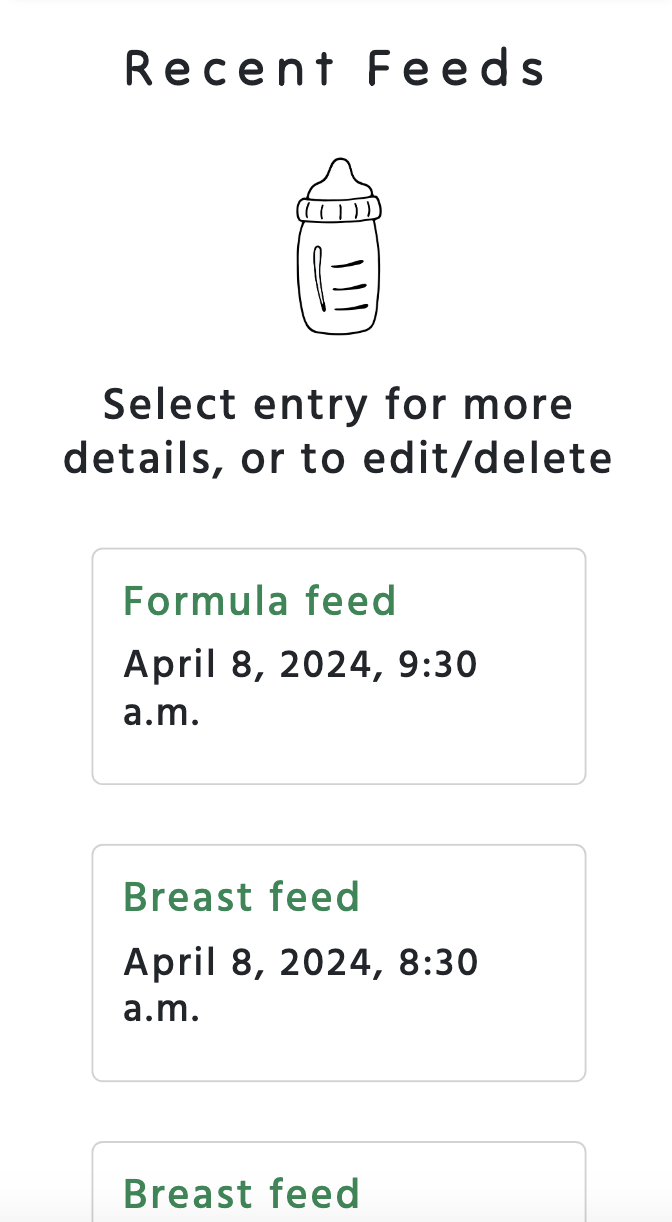 Recent Feeds
Select entry for more
details, or to edit/delete
Formula feed
April 8, 2024, 9:30
a.m.
Breast feed
April 8, 2024, 8:30
a.m.
Breast feed